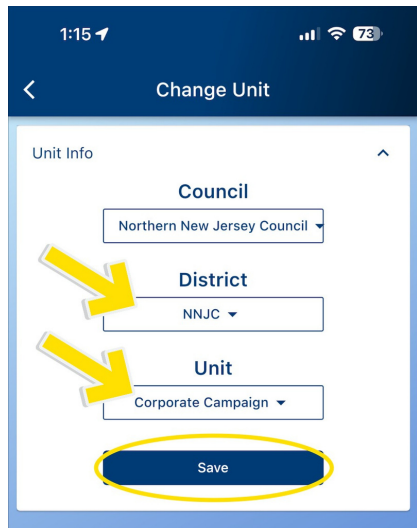 1:15
73
Change Unit
Unit Info
Council
Northern New Jersey Council
District
NNJC
Unit
Corporate Campaign
Save